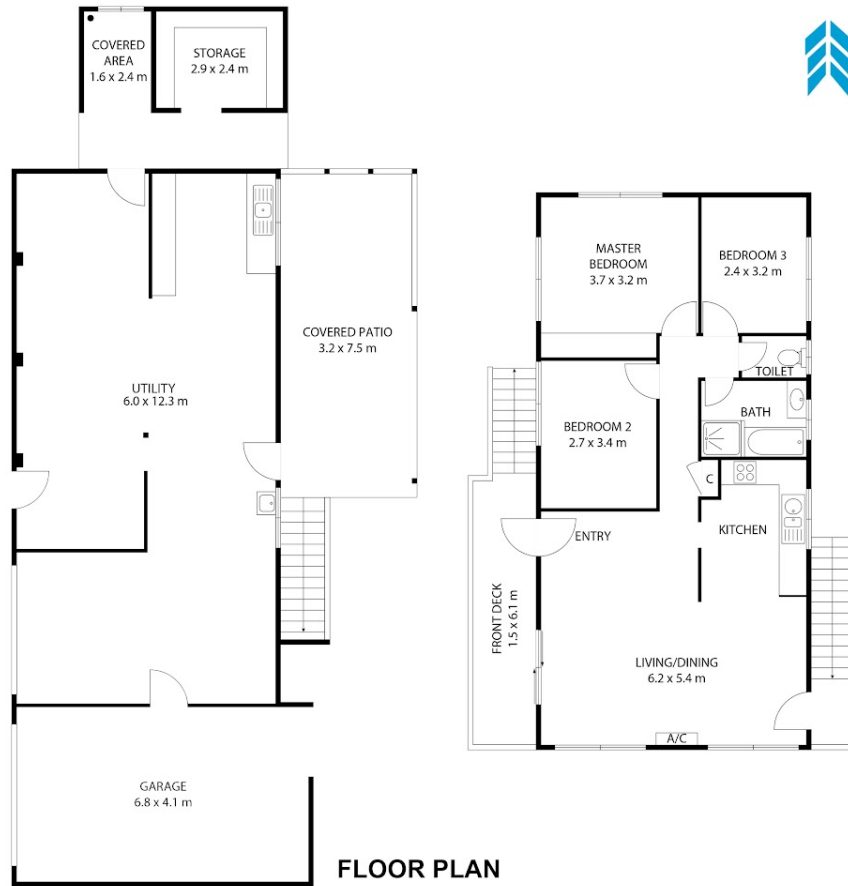 COVERED
AREA
1.6 x 2.4 m
STORAGE
2.9 x 2.4 m
UTILITY
6.0 x 12.3 m
COVERED PATIO
3.2 x 7.5 m
GARAGE
6.8 x 4.1 m
MASTER
BEDROOM
3.7 x 3.2 m
BEDROOM 3
2.4 x 3.2 m
TOILET
BATH
BEDROOM 2
2.7 x 3.4 m
C
KITCHEN
ENTRY
FRONT DECK
1.5 x 6.1 m
LIVING/DINING
6.2 x 5.4 m
A/C
FLOOR PLAN